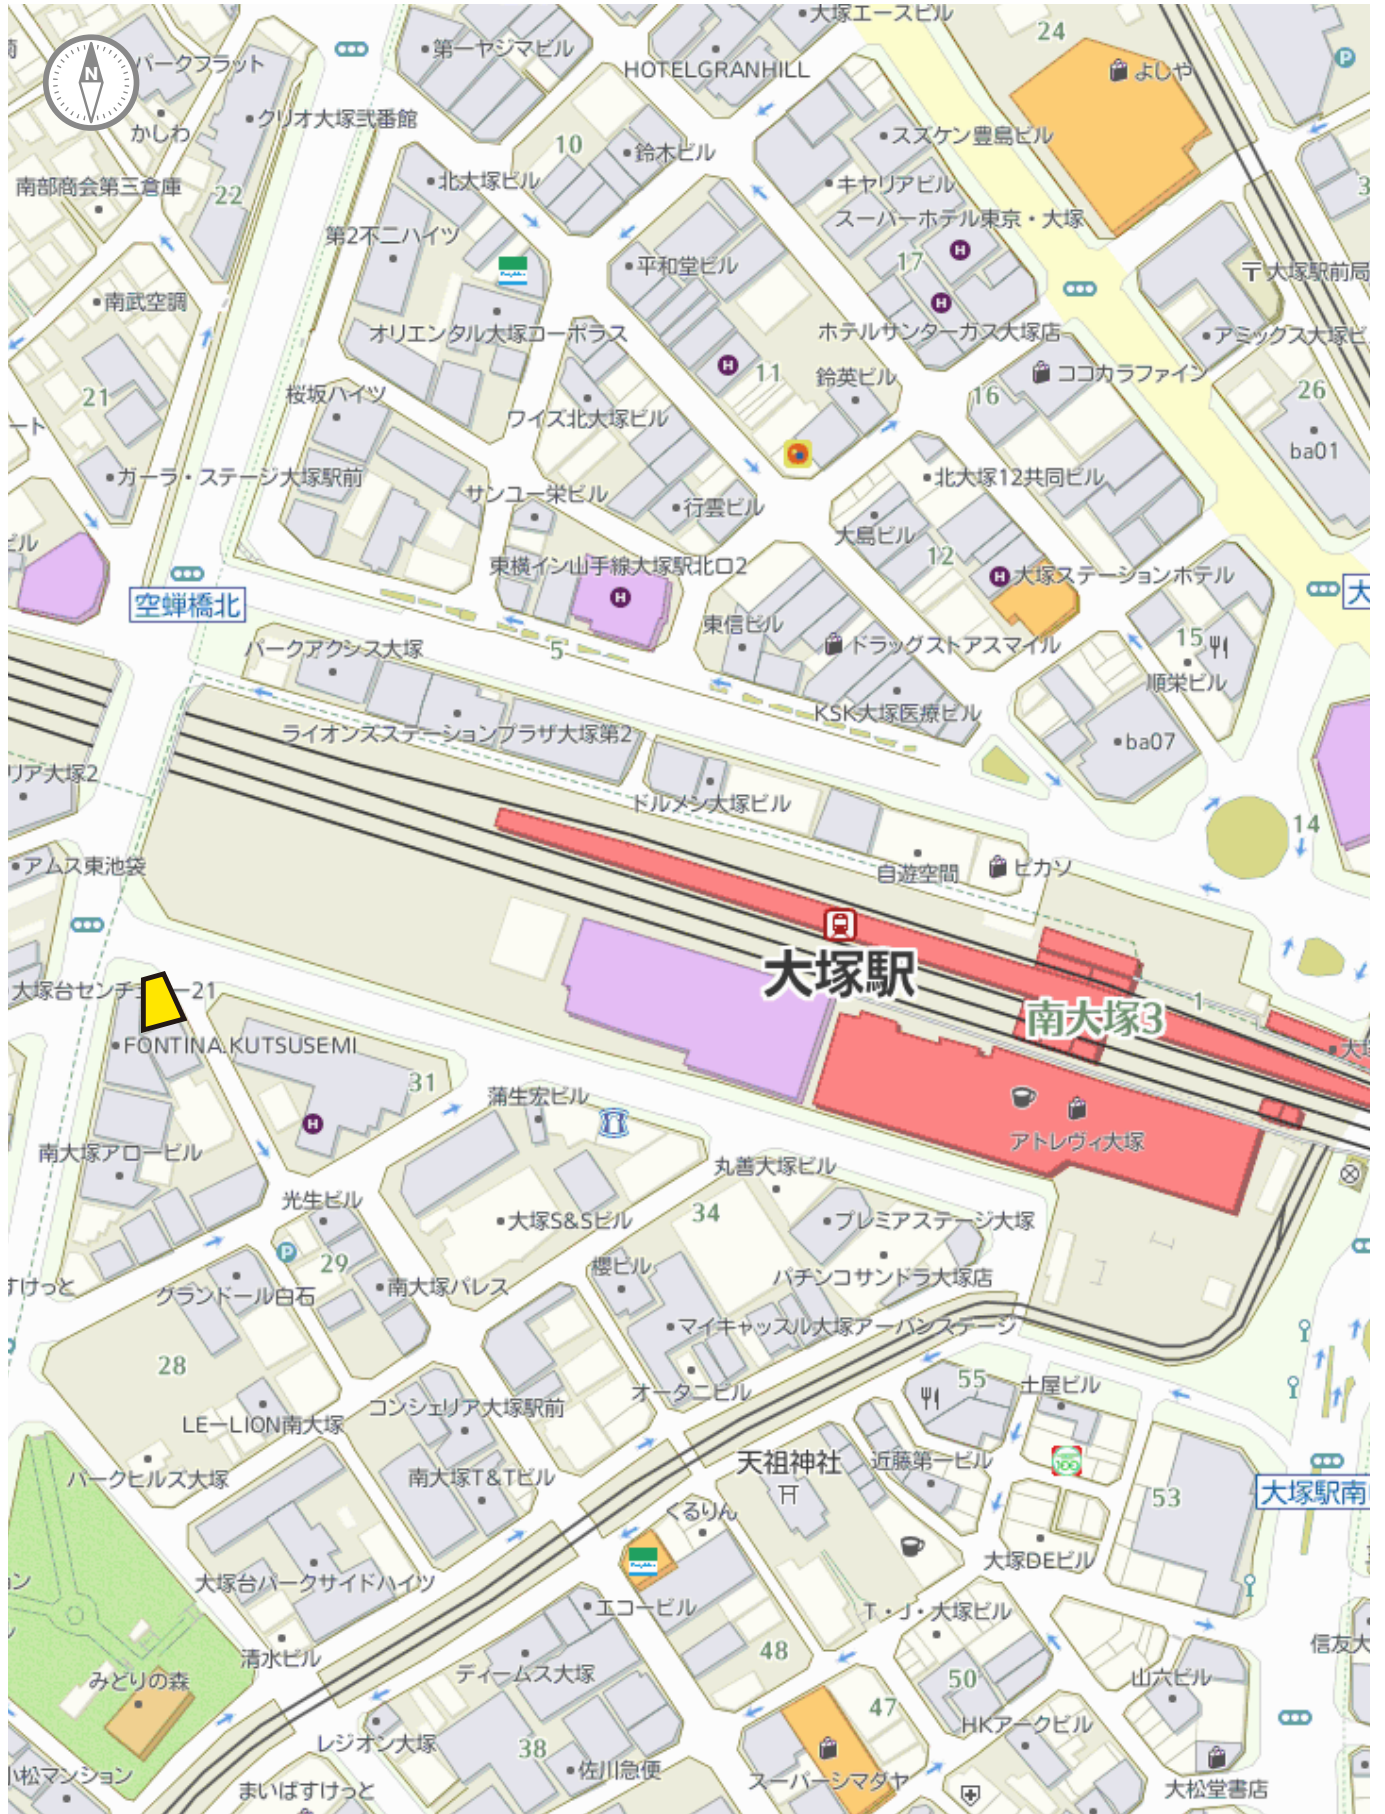 大塚エースビル
24
第一ヤジマビル
P
N
パークフラット
HOTELGRANHILL
よしや
クリオ大塚弐番館
かしわ
10
鈴木ビル
スズケン豊島ビル
南部商会第三倉庫
22
北大塚ビル
キャリアビル
スーパーホテル東京・大塚
第2不二ハイツ
H
平和堂ビル
17
〒大塚駅前局
南武空調
H
オリエンタル大塚コーポラス
ホテルサンターガス大塚店
アミックス大塚ビ
H
11
鈴英ビル
ココカラファイン
21
桜坂ハイツ
16
26
ート
ワイズ北大塚ビル
ba01
ガーラ・ステージ大塚駅前
北大塚12共同ビル
サンユー栄ビル
行雲ビル
大島ビル
ビル
12
東横イン山手線大塚駅北口2
H
大塚ステーションホテル
H
大
空蝉橋北
東信ビル
15
5
パークアクシス大塚
ドラッグストアスマイル
順栄ビル
KSK大塚医療ビル
ライオンズステーションプラザ大塚第2
ba07
リア大塚2
ドルメン大塚ビル
14
アムス東池袋
自遊空間
ピカソ
大塚駅
大塚台センチュ
ー21
1
南大塚3
FONTINA.KUTSUSEMI
大塚
31
蒲生宏ビル
H
アトレヴィ大塚
南大塚アロービル
丸善大塚ビル
光生ビル
大塚S&Sビル
34
プレミアステージ大塚
P
29
櫻ビル
すけっと
グランドール白石
南大塚パレス
パチンコサンドラ大塚店
マイキャッスル大塚アーバンステージ
28
55
土屋ビル
オータニビル
コンシェリア大塚駅前
LEーLION南大塚
天祖神社
近藤第一ビル
100
パークヒルズ大塚
南大塚T&Tビル
大塚駅南
53
くるりん
大塚DEビル
ン
大塚台パークサイドハイツ
エコービル
T・J・大塚ビル
清水ビル
48
信友大
みどりの森
ディームス大塚
50
山六ビル
47
HKアークビル
レジオン大塚
38
佐川急便
小松マンション
まいばすけっと
スーパーシマダヤ
大松堂書店